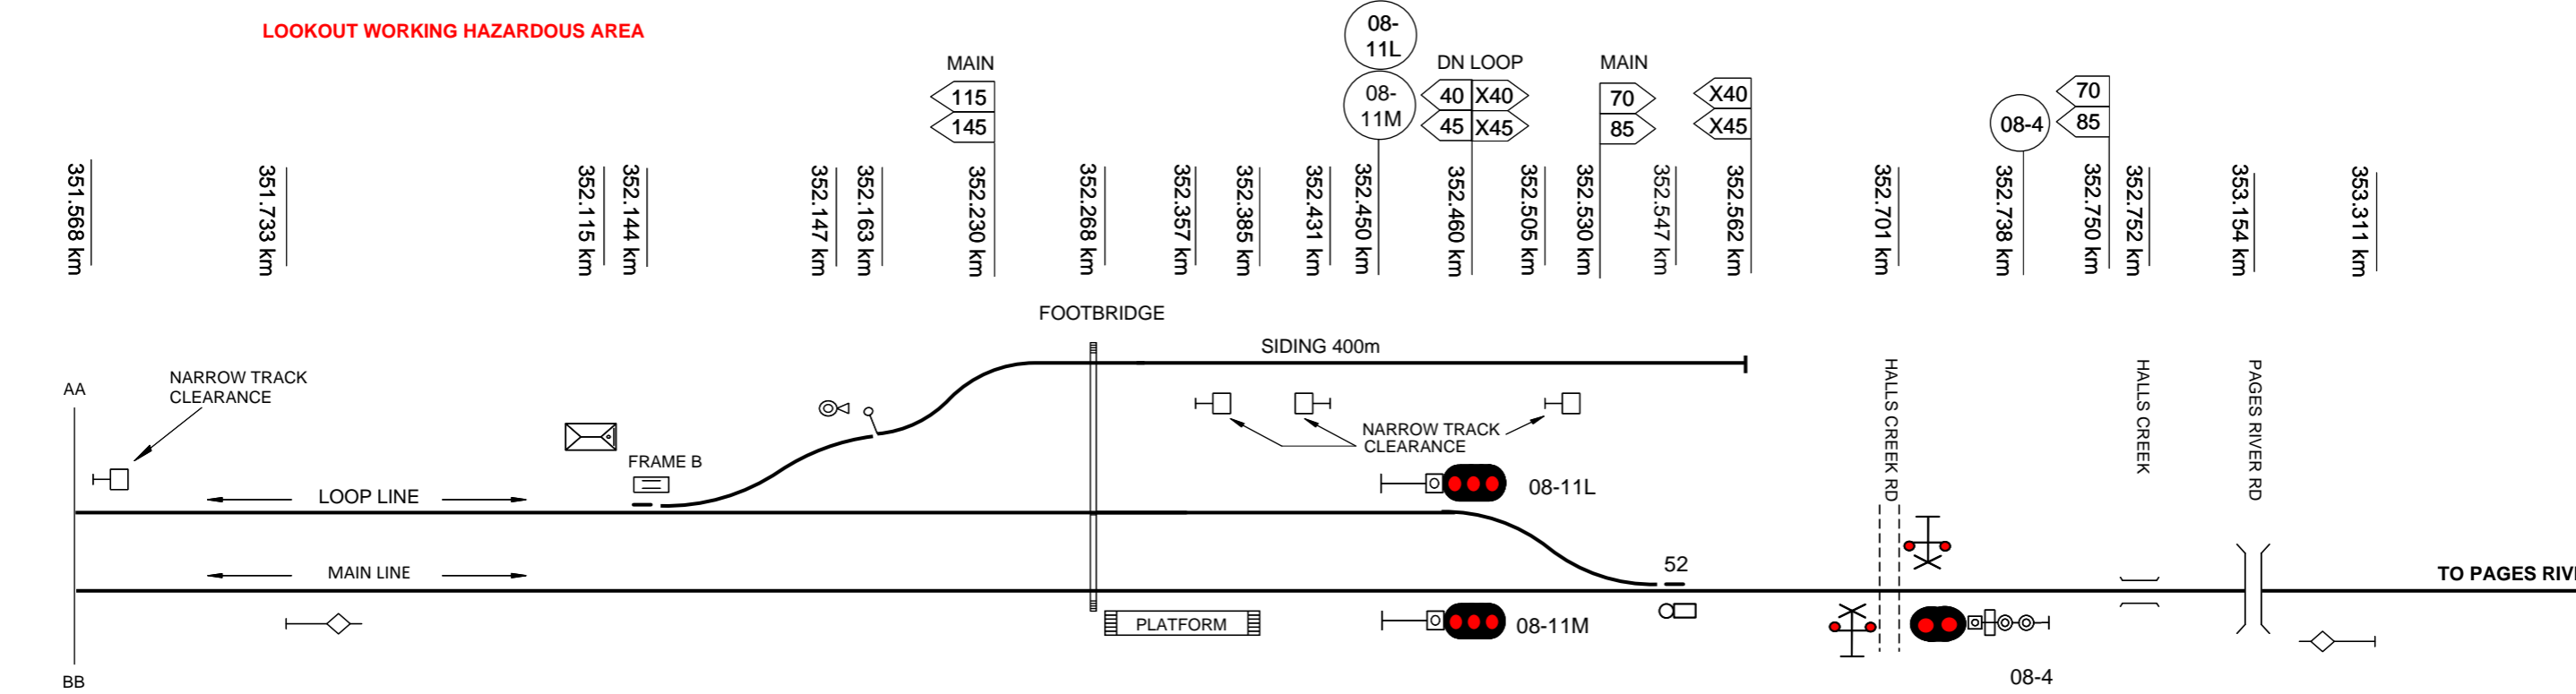 LOOKOUT WORKING HAZARDOUS AREA
MAIN
115
145
08-
11L
08-
11M
DN LOOP
40 X40
45 X45
MAIN
70
85
X40
X45
08-4
70
85
351.568 km
351.733 km
352.115 km
352.144 km
352.147 km
352.163 km
352.230 km
352.268 km
352.357 km
352.385 km
352.431 km
352.450 km
352.460 km
352.505 km
352.530 km
352.547 km
352.562 km
352.701 km
352.738 km
352.750 km
352.752 km
353.154 km
353.311 km
FOOTBRIDGE
SIDING 400m
AA
NARROW TRACK
CLEARANCE
FRAME B
NARROW TRACK
CLEARANCE
HALLS CREEK RD
HALLS CREEK
PAGES RIVER RD
LOOP LINE
08-11L
MAIN LINE
52
TO PAGES RIV
PLATFORM
08-11M
08-4
BB